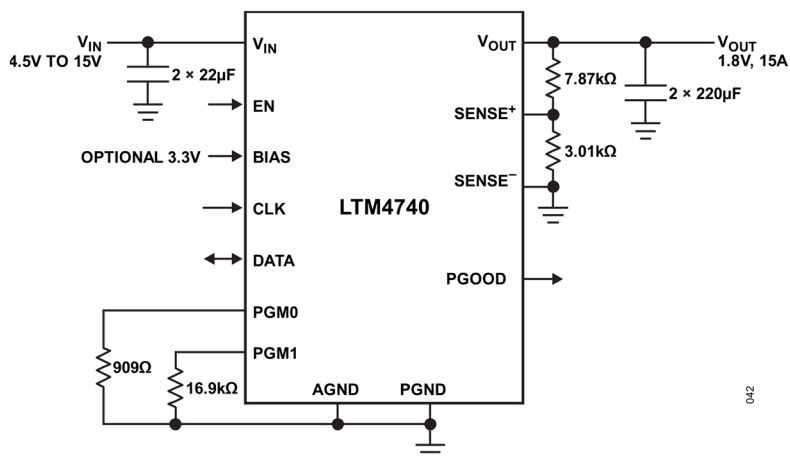 VIN
4.5V TO 15V
2 × 22µF
EN
OPTIONAL 3.3V
BIAS
CLK
DATA
PGM0
PGM1
909Ω
16.9kΩ
VIN
LTM4740
AGND
PGND
VOUT
SENSE+
SENSE−
PGOOD
7.87kΩ
3.01kΩ
2 × 220µF
VOUT
1.8V, 15A
042